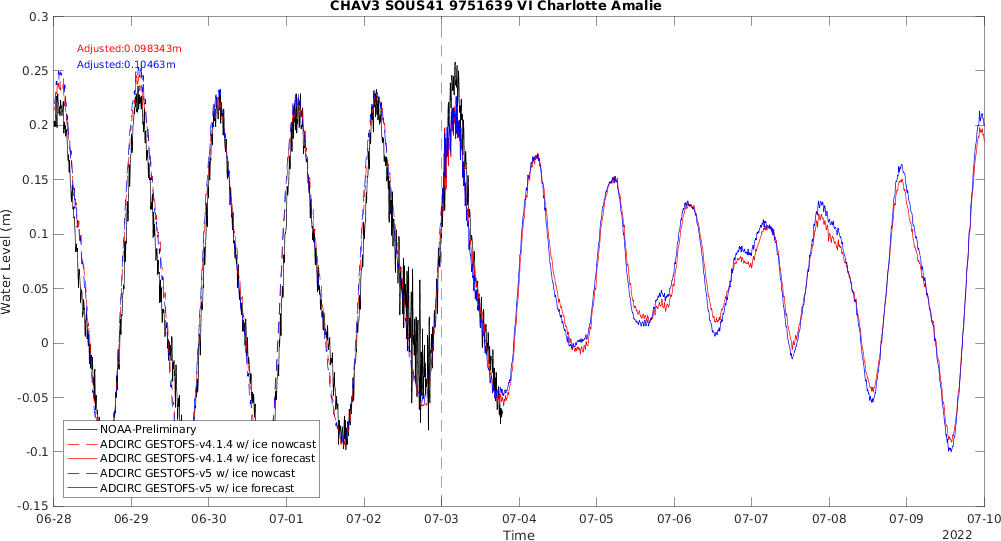 CHAV3 SOUS41 9751639 VI Charlotte Amalie
0.3
0.25
0.2
0.15
0.1
0.05
0
-0.05
-0.1
-0.15
Water Level (m)
Adjusted:0.098343m
Adjusted:0.10463m
NOAA-Preliminary
ADCIRC GESTOFS-v4.1.4 w/ ice nowcast
ADCIRC GESTOFS-v4.1.4 w/ ice forecast
ADCIRC GESTOFS-v5 w/ ice nowcast
ADCIRC GESTOFS-v5 w/ ice forecast
06-28 06-29 06-30 07-01 07-02 07-03 07-04 07-05 07-06 07-07 07-08 07-09 07-10
Time
2022